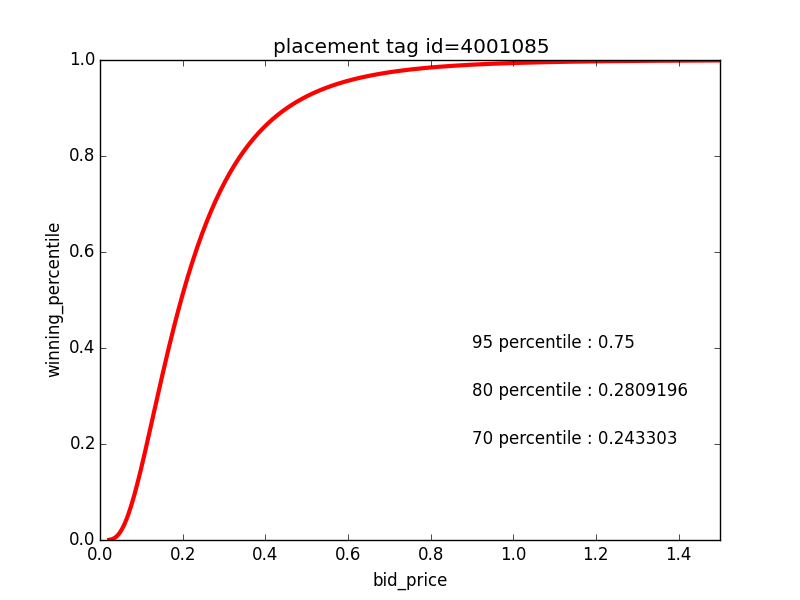 placement tag id=4001085
1.0
0.8
0.6
0.4
0.2
0.0
winning_percentile
95 percentile : 0.75
80 percentile : 0.2809196
70 percentile : 0.243303
0.0 0.2 0.4 0.6 0.8 1.0 1.2 1.4
bid_price